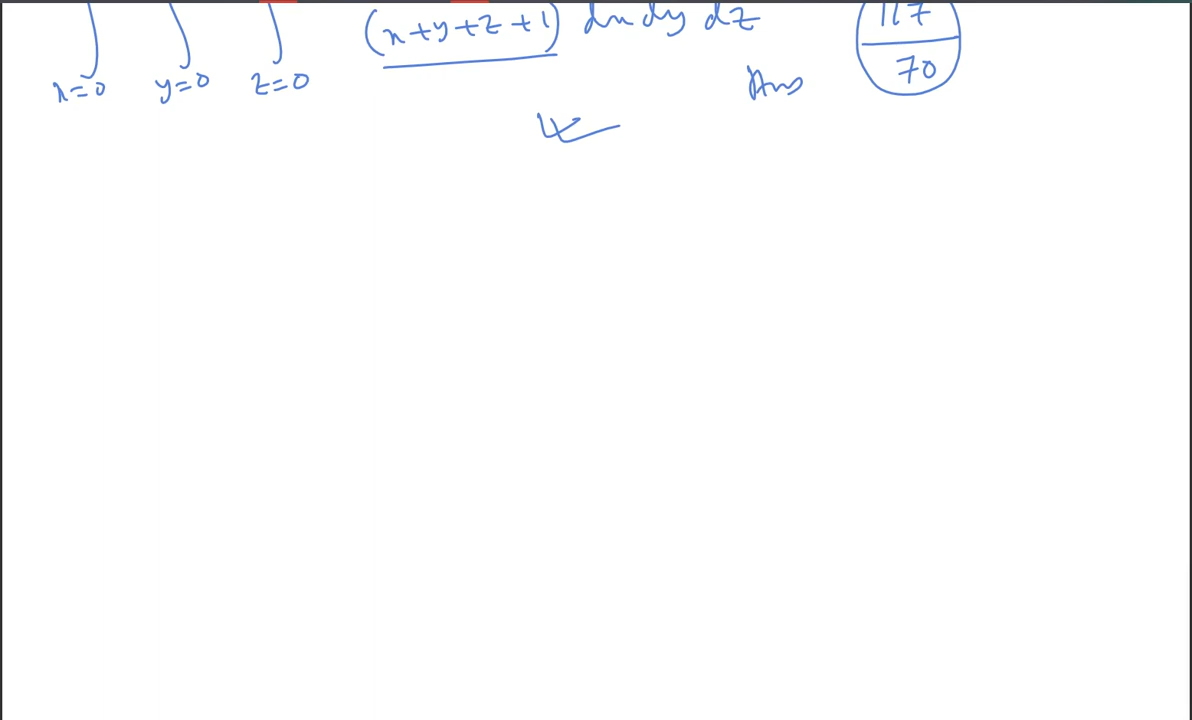 ∫ ∫ ∫ (x+y+z+1) dx dy dz 117/70
x=0 y=0 z=0 Ans